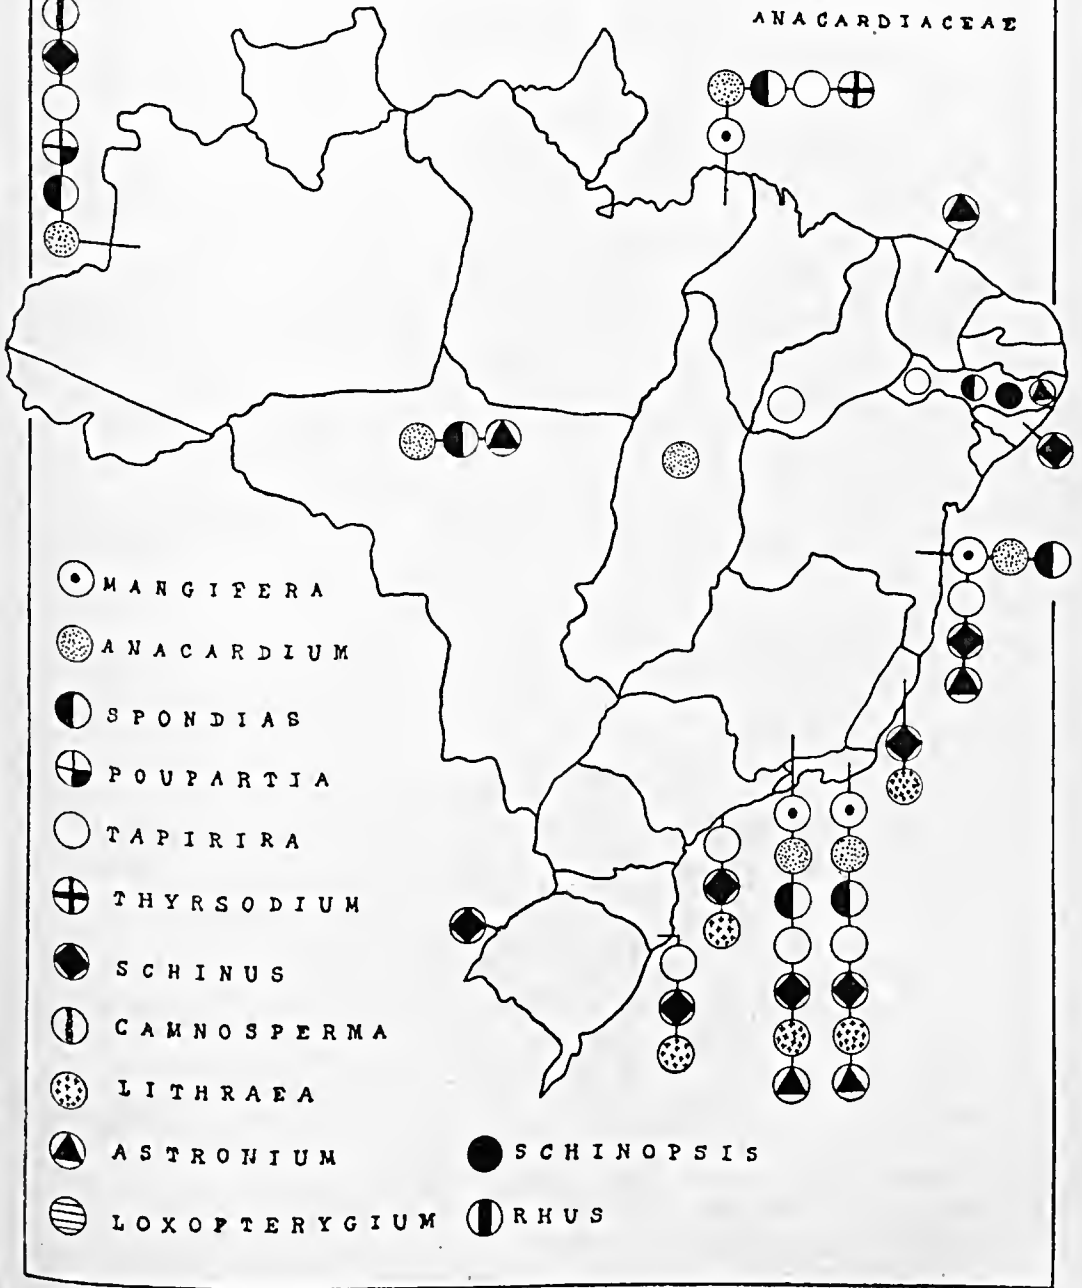 ANACARDIACEAE
MANGIFERA
ANACARDIUM
SPONDIAS
POUPARTIA
TAPIRIRA
THYRSODIUM
SCHINUS
CAMNOSPERMA
LITHRAEA
ASTRONIUM
SCHINOPSIS
LOXOPTERYGIUM
RHUS